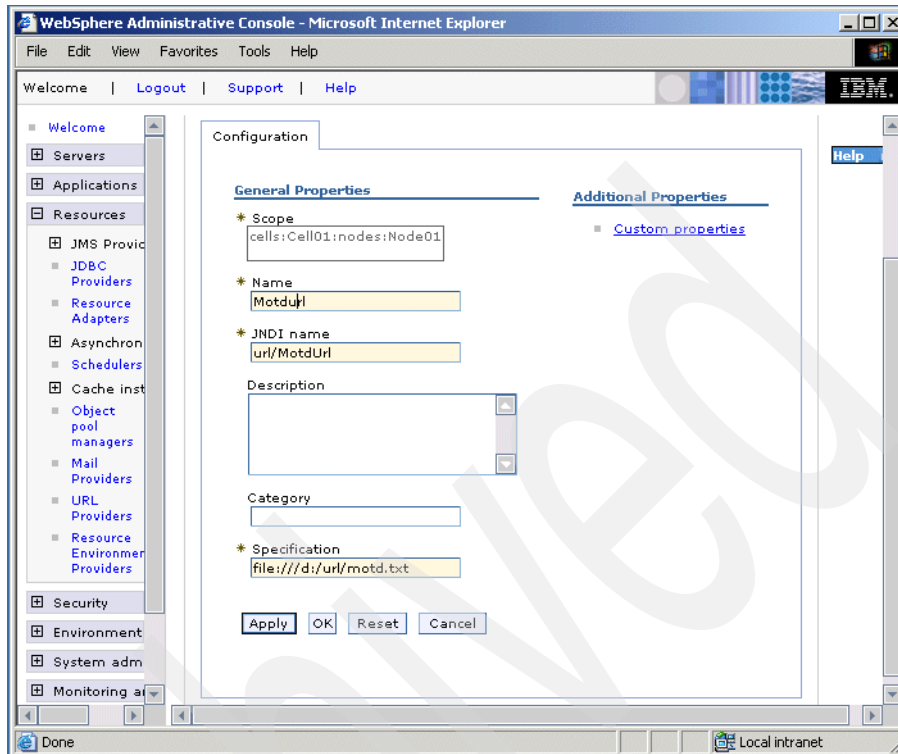 WebSphere Administrative Console - Microsoft Internet Explorer
File Edit View Favorites Tools Help
Welcome | Logout | Support | Help
IBM.
Welcome
Servers
Applications
Resources
JMS Provic
JDBC
Providers
Resource
Adapters
Asynchron
Schedulers
Cache inst
Object
pool
managers
Mail
Providers
URL
Providers
Resource
Environmer
Providers
Security
Environment
System adm
Monitoring ar
Configuration
General Properties
* Scope
cells:Cell01:nodes:Node01
* Name
Motdurl
* JNDI name
url/MotdUrl
Description
Category
* Specification
file:///d:/url/motd.txt
Apply OK Reset Cancel
Additional Properties
Custom properties
Help
Done
Local intranet